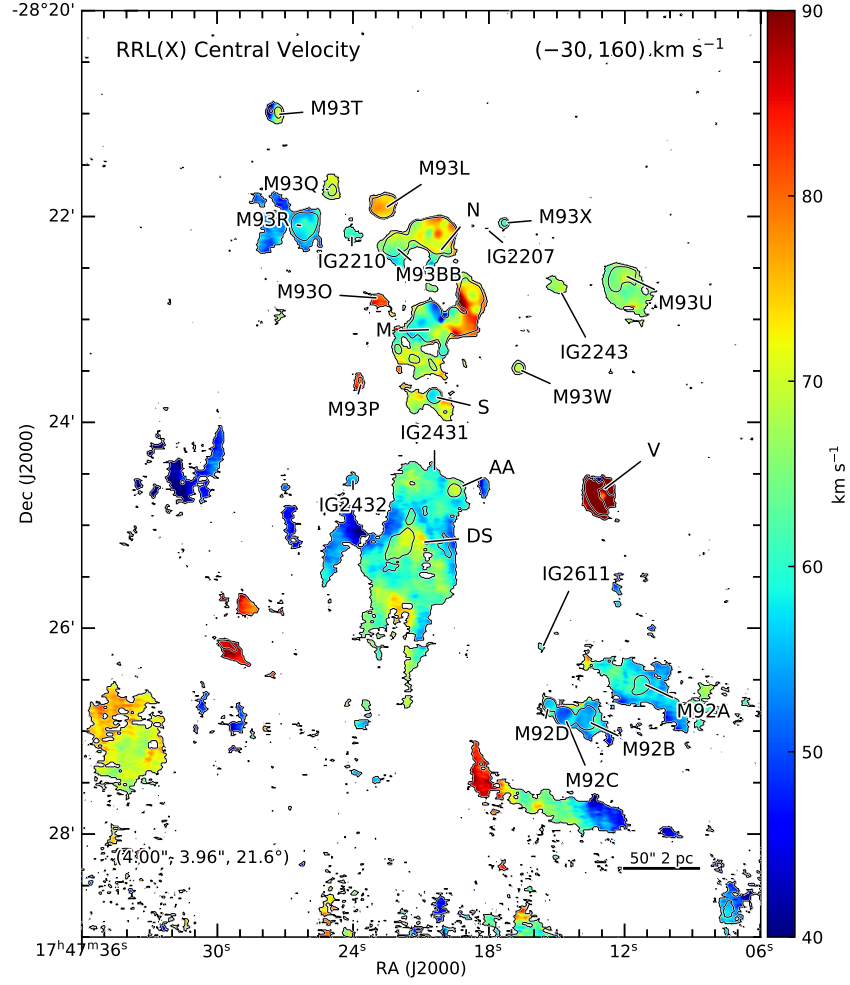 -28°20'
90
RRL(X) Central Velocity
(−30, 160) km s⁻¹
M93T
M93L
M93Q
80
N
M93R
22'
M93X
IG2210
IG2207
M93BB
M93O
M93U
M
IG2243
70
M93W
M93P
S
24'
IG2431
V
AA
km s⁻¹
Dec (J2000)
IG2432
DS
IG2611
60
26'
M92A
M92D
M92B
50
M92C
28'
(4.00", 3.96", 21.6°)
50" 2 pc
40
17ʰ47ᵐ36ˢ
30ˢ
24ˢ
18ˢ
12ˢ
06ˢ
RA (J2000)